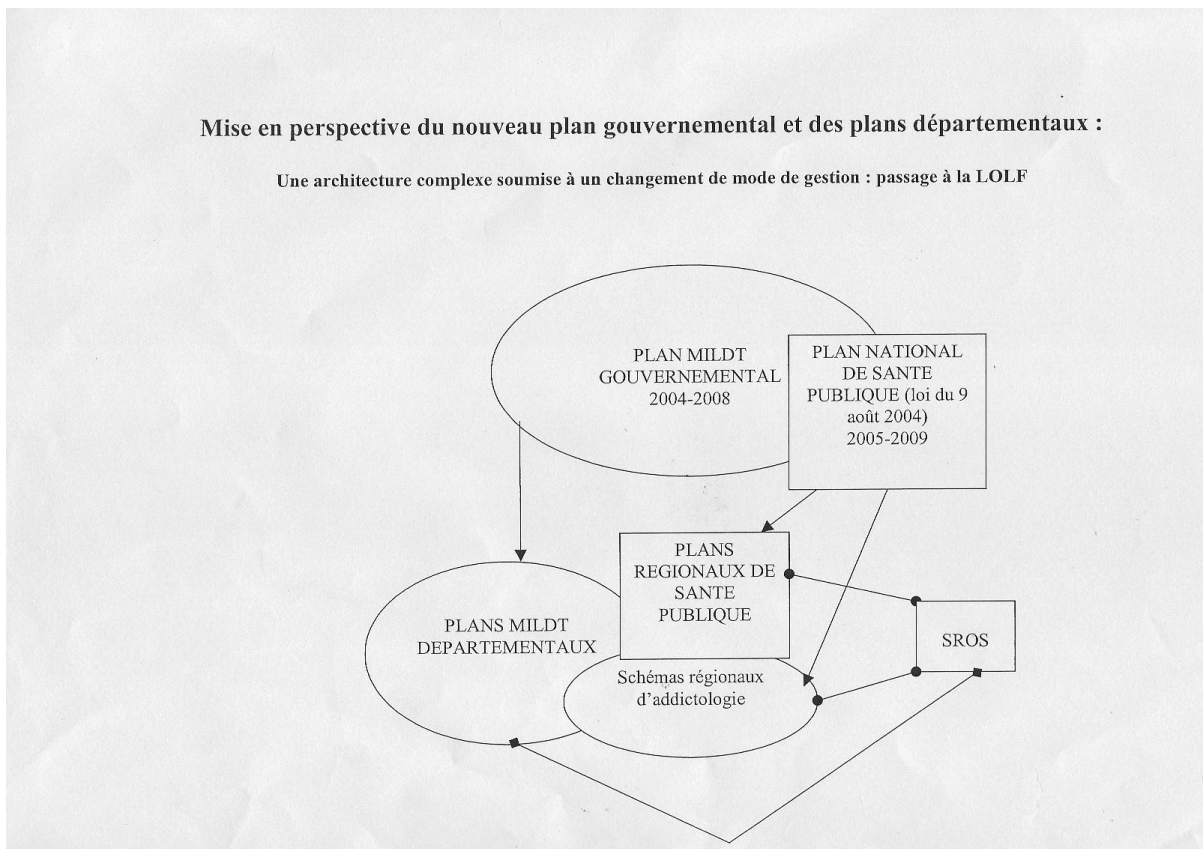 Mise en perspective du nouveau plan gouvernemental et des plans départementaux :
Une architecture complexe soumise à un changement de mode de gestion : passage à la LOLF
PLAN MILDT
GOUVERNEMENTAL
2004-2008
PLAN NATIONAL
DE SANTE
PUBLIQUE (loi du 9
août 2004)
2005-2009
PLANS
REGIONAUX DE
SANTE
PUBLIQUE
PLANS MILDT
DEPARTEMENTAUX
SROS
Schémas régionaux
d'addictologie